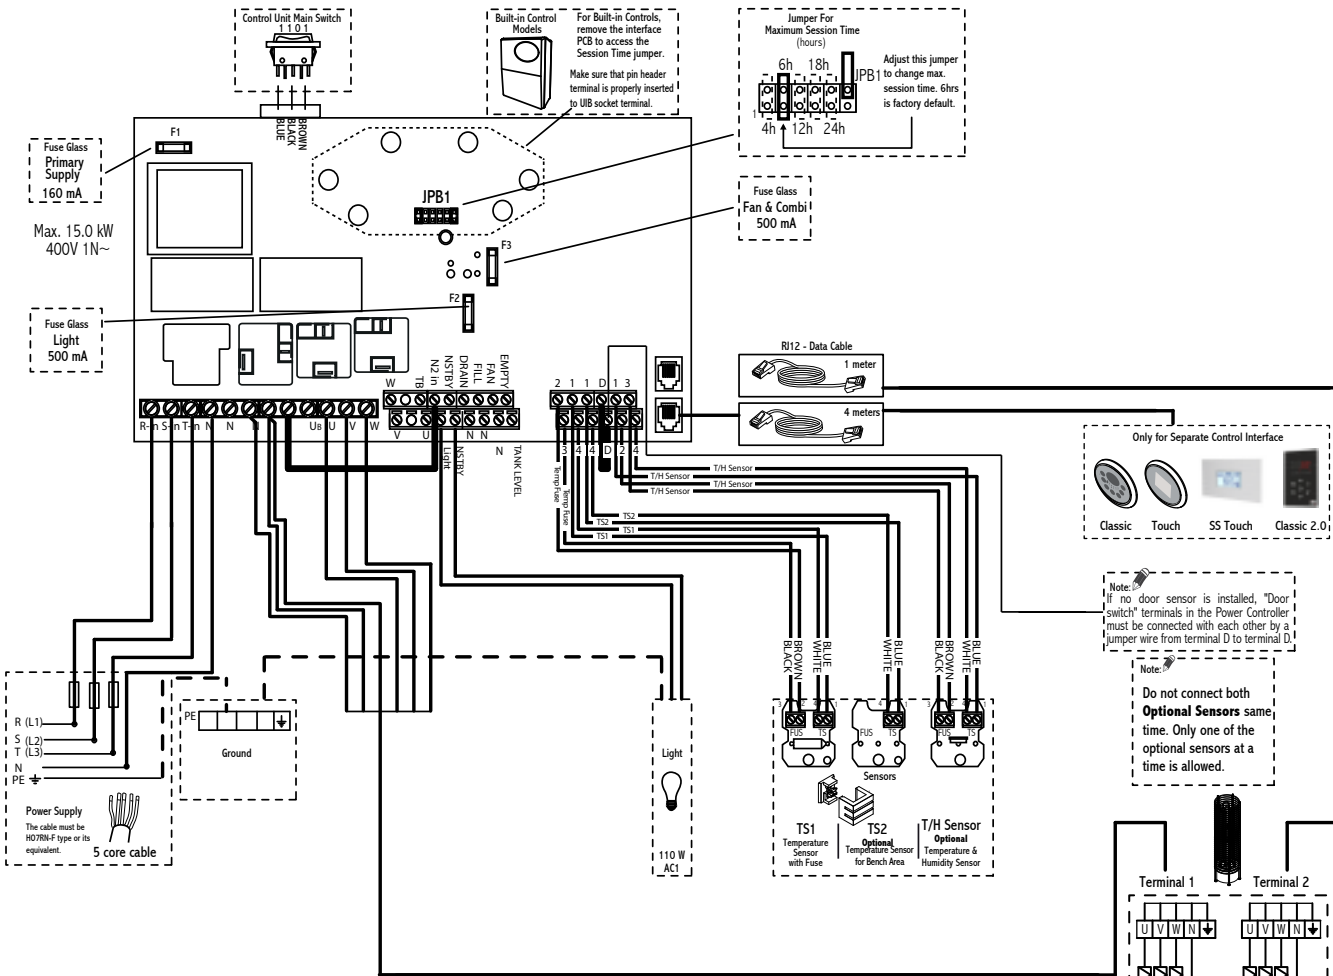 Control Unit Main Switch
1 1 0 1
BLUE
BLACK
BROWN
Built-in Control
Models
For Built-in Controls,
remove the interface
PCB to access the
Session Time jumper.
Make sure that pin header
terminal is properly inserted
to UIB socket terminal.
Jumper For
Maximum Session Time
(hours)
6h 18h
JPB1
1
4h 12h 24h
Adjust this jumper
to change max.
session time. 6hrs
is factory default.
Fuse Glass
Primary
Supply
160 mA
F1
Max. 15.0 kW
400V 1N~
JPB1
Fuse Glass
Fan & Combi
500 mA
F3
F2
Fuse Glass
Light
500 mA
W
TB
N2 in
NSTBY
DRAIN
FILL
FAN
EMPTY
2 1 1 D 1 3
R-in S-in T-in N N N UB U V W
V U N N
Light
NSTBY
N
TANK LEVEL
3 4 4 D 2 4
Temp Fuse
Temp Fuse
RJ12 - Data Cable
1 meter
4 meters
Only for Separate Control Interface
Classic Touch SS Touch Classic 2.0
T/H Sensor
T/H Sensor
T/H Sensor
TS2
TS2
TS1
TS1
Note:
If no door sensor is installed, "Door
switch" terminals in the Power Controller
must be connected with each other by a
jumper wire from terminal D to terminal D.
Note:
Do not connect both
Optional Sensors same
time. Only one of the
optional sensors at a
time is allowed.
BLACK
BROWN
WHITE
BLUE
WHITE
BLUE
BLACK
BROWN
WHITE
BLUE
3 2 4 1
4 1
3 2 4 1
FUS TS
FUS TS
FUS TS
Sensors
TS1
Temperature
Sensor
with Fuse
TS2
Optional
Temperature Sensor
for Bench Area
T/H Sensor
Optional
Temperature &
Humidity Sensor
R (L1)
S (L2)
T (L3)
N
PE
Power Supply
The cable must be
HO7RN-F type or its
equivalent.
5 core cable
PE
Ground
Light
110 W
AC1
Terminal 1
Terminal 2
U V W N
U V W N